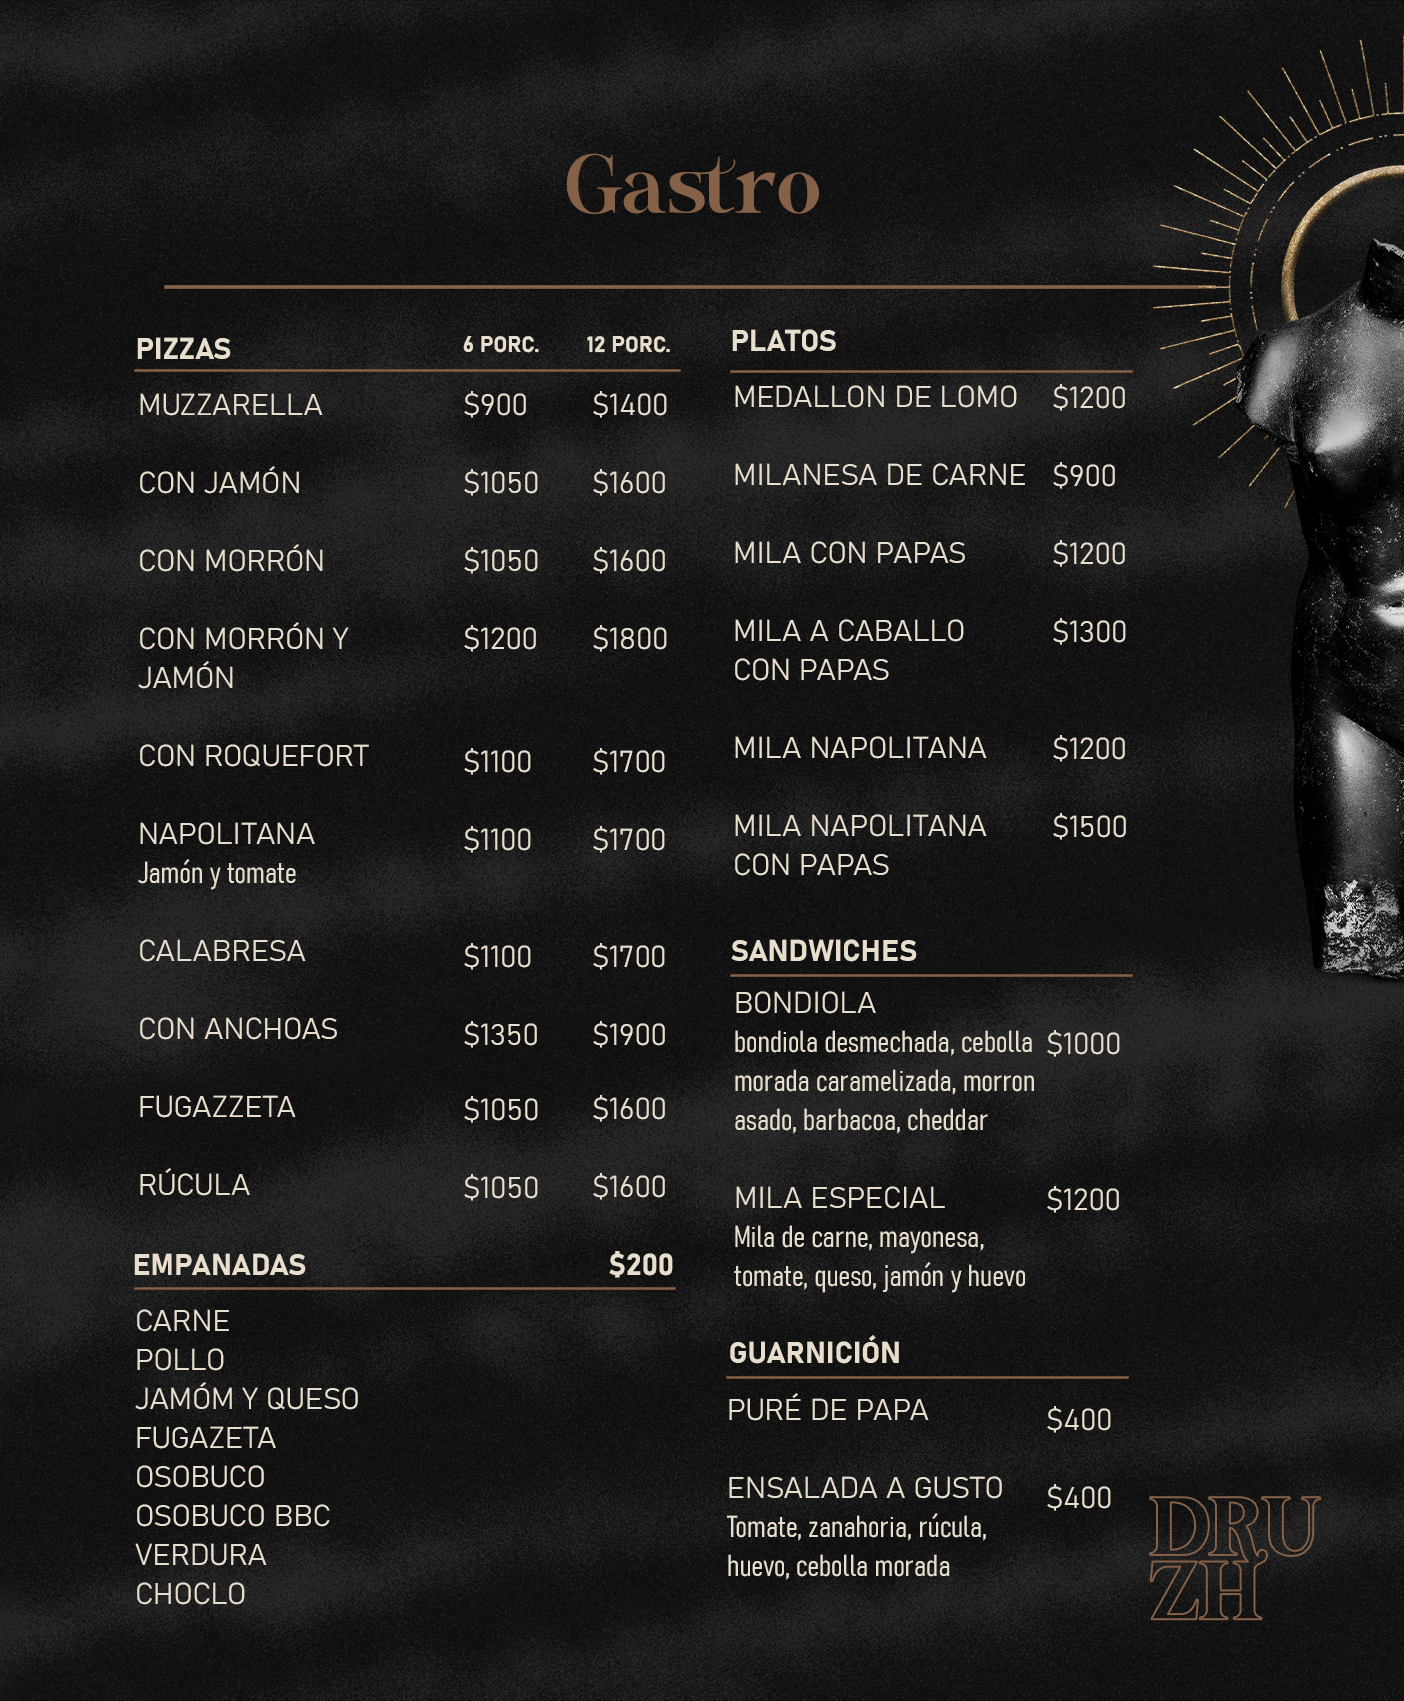 Gastro
PIZZAS 6 PORC. 12 PORC.
MUZZARELLA $900 $1400
CON JAMÓN $1050 $1600
CON MORRÓN $1050 $1600
CON MORRÓN Y $1200 $1800
JAMÓN
CON ROQUEFORT $1100 $1700
NAPOLITANA $1100 $1700
Jamón y tomate
CALABRESA $1100 $1700
CON ANCHOAS $1350 $1900
FUGAZZETA $1050 $1600
RÚCULA $1050 $1600
EMPANADAS $200
CARNE
POLLO
JAMÓM Y QUESO
FUGAZETA
OSOBUCO
OSOBUCO BBC
VERDURA
CHOCLO
PLATOS
MEDALLON DE LOMO $1200
MILANESA DE CARNE $900
MILA CON PAPAS $1200
MILA A CABALLO $1300
CON PAPAS
MILA NAPOLITANA $1200
MILA NAPOLITANA $1500
CON PAPAS
SANDWICHES
BONDIOLA
bondiola desmechada, cebolla $1000
morada caramelizada, morron
asado, barbacoa, cheddar
MILA ESPECIAL $1200
Mila de carne, mayonesa,
tomate, queso, jamón y huevo
GUARNICIÓN
PURÉ DE PAPA $400
ENSALADA A GUSTO $400
Tomate, zanahoria, rúcula,
huevo, cebolla morada
DRU
ZH